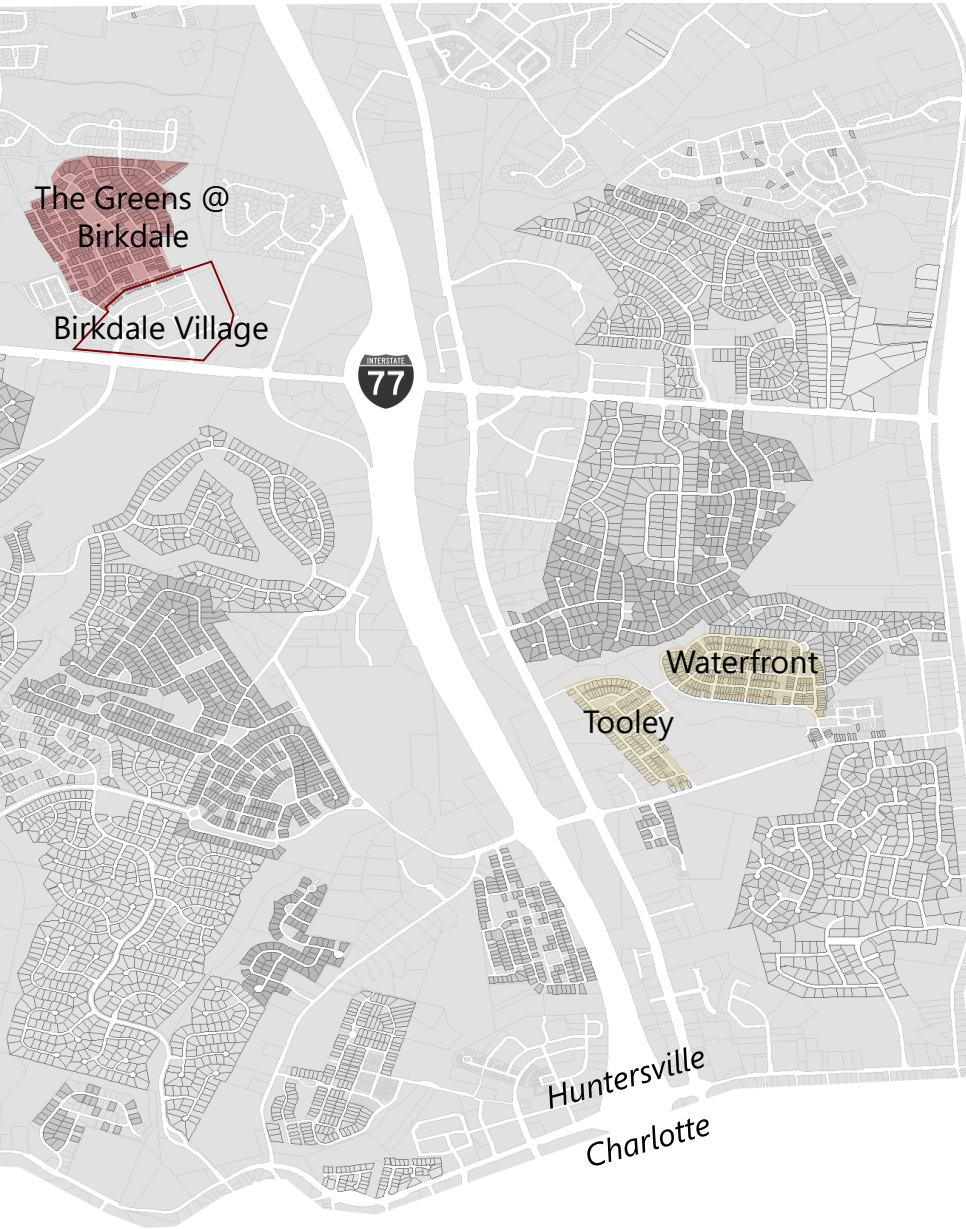 The Greens @
Birkdale
Birkdale Village
INTERSTATE
77
Waterfront
Tooley
Huntersville
Charlotte